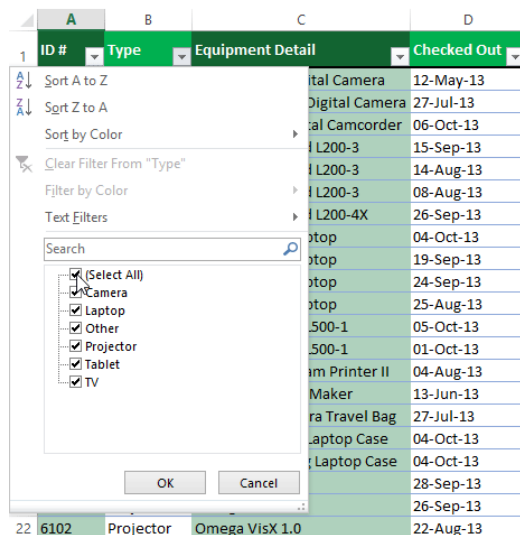 A B C D
1 ID # Type Equipment Detail Checked Out
Sort A to Z ital Camera 12-May-13
Sort Z to A Digital Camera 27-Jul-13
Sort by Color tal Camcorder 06-Oct-13
L200-3 15-Sep-13
Clear Filter From "Type" L200-3 14-Aug-13
Filter by Color L200-3 08-Aug-13
Text Filters L200-4X 26-Sep-13
Search ptop 04-Oct-13
ptop 19-Sep-13
(Select All) ptop 24-Sep-13
Camera ptop 25-Aug-13
Laptop
Other L500-1 05-Oct-13
Projector L500-1 01-Oct-13
Tablet am Printer II 04-Aug-13
TV Maker 13-Jun-13
ra Travel Bag 27-Jul-13
Laptop Case 04-Oct-13
Laptop Case 04-Oct-13
OK Cancel 28-Sep-13
26-Sep-13
22 6102 Projector Omega VisX 1.0 22-Aug-13